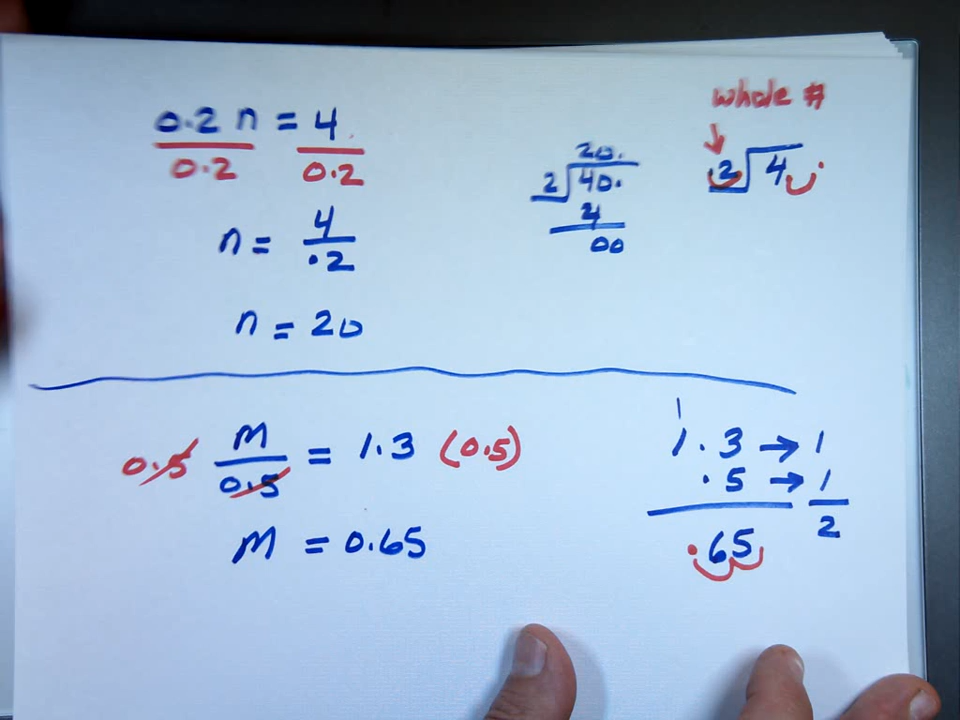 0.2 n = 4
0.2 0.2
n = 4
.2
n = 20
20.
2 40.
4
00
whole #
.2 4 .
0.5 m = 1.3 (0.5)
0.5
m = 0.65
1
1.3 → 1
.5 → 1
2
.65